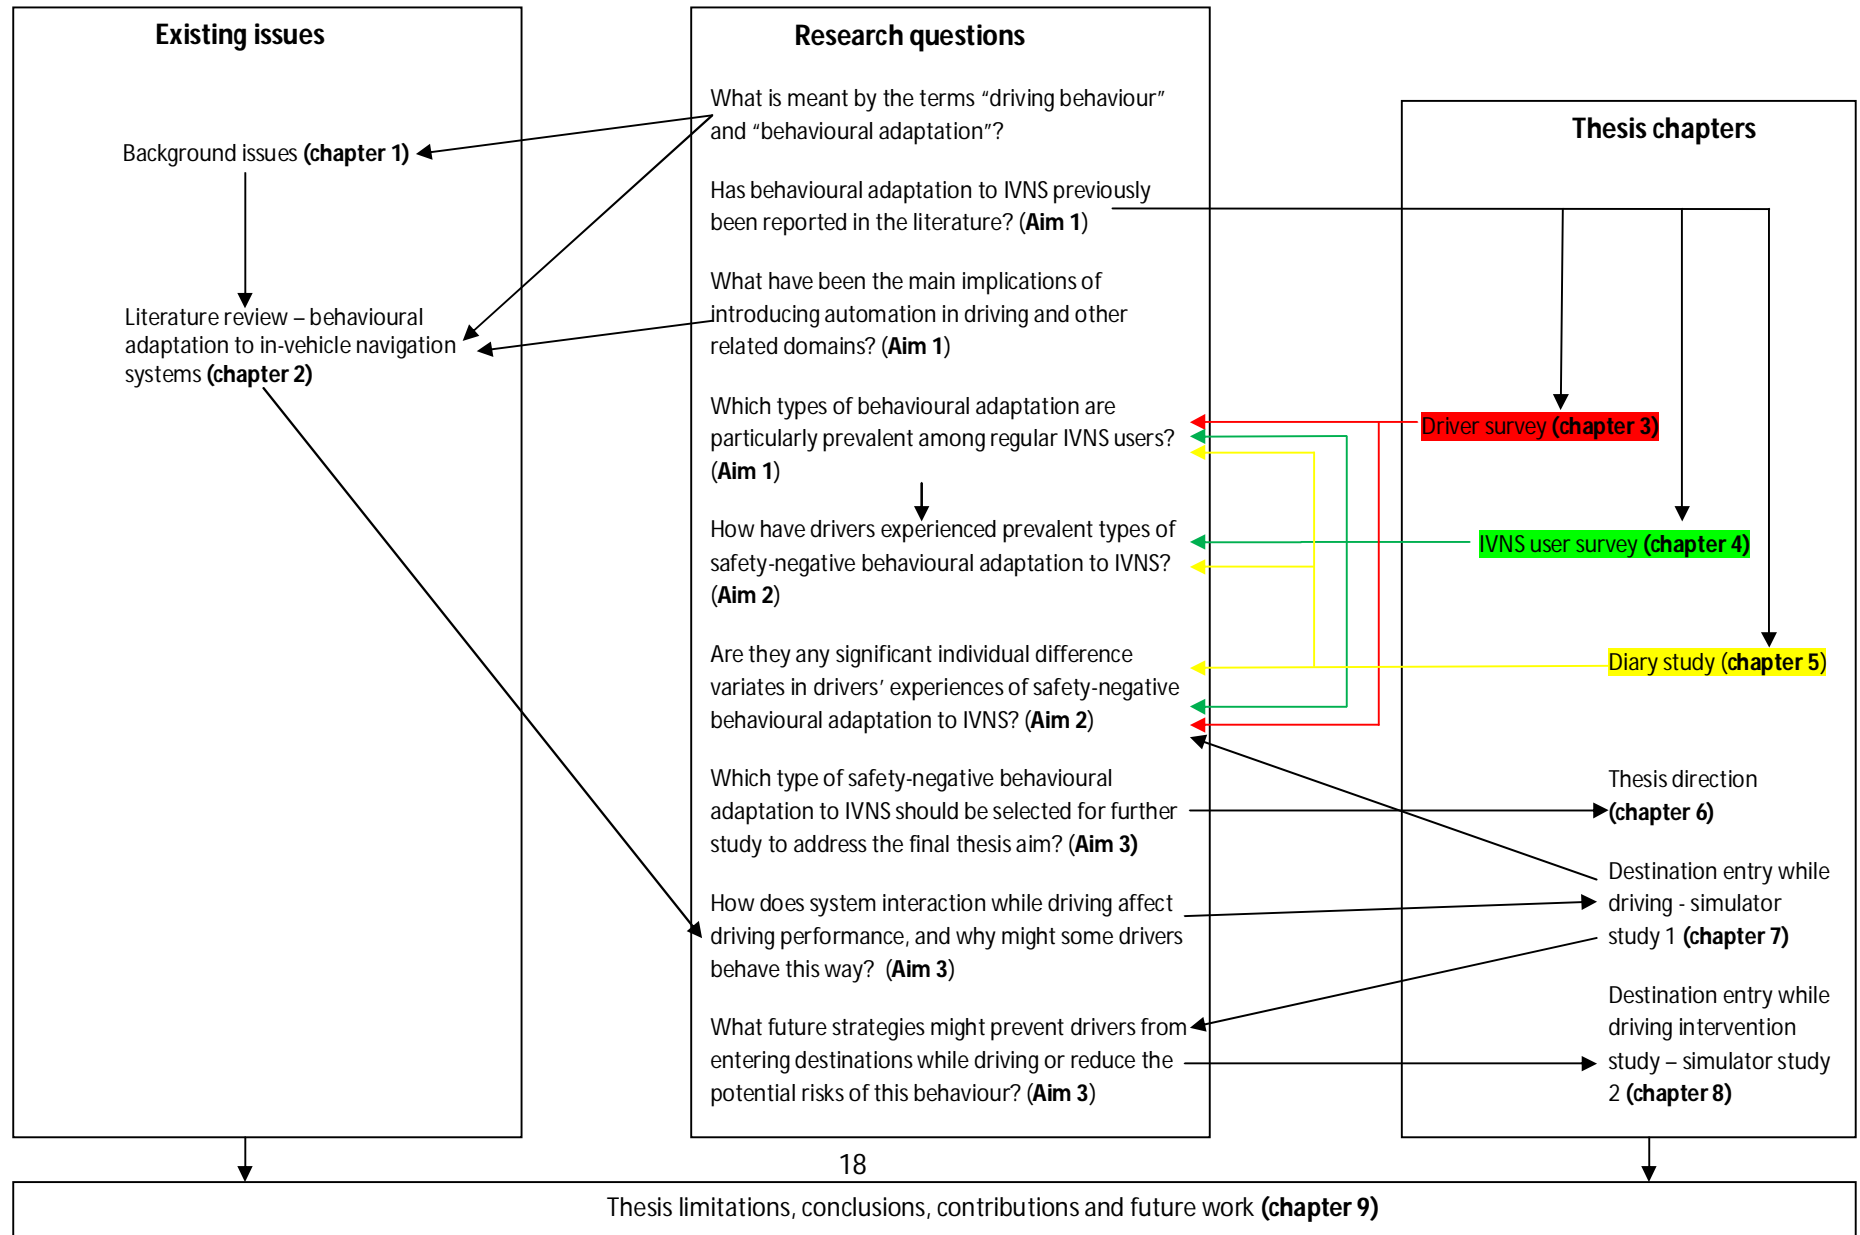 Existing issues
Background issues (chapter 1)
Literature review – behavioural
adaptation to in-vehicle navigation
systems (chapter 2)
Research questions
What is meant by the terms “driving behaviour”
and “behavioural adaptation”?
Has behavioural adaptation to IVNS previously
been reported in the literature? (Aim 1)
What have been the main implications of
introducing automation in driving and other
related domains? (Aim 1)
Which types of behavioural adaptation are
particularly prevalent among regular IVNS users?
(Aim 1)
How have drivers experienced prevalent types of
safety-negative behavioural adaptation to IVNS?
(Aim 2)
Are they any significant individual difference
variates in drivers’ experiences of safety-negative
behavioural adaptation to IVNS? (Aim 2)
Which type of safety-negative behavioural
adaptation to IVNS should be selected for further
study to address the final thesis aim? (Aim 3)
How does system interaction while driving affect
driving performance, and why might some drivers
behave this way? (Aim 3)
What future strategies might prevent drivers from
entering destinations while driving or reduce the
potential risks of this behaviour? (Aim 3)
Thesis chapters
Driver survey (chapter 3)
IVNS user survey (chapter 4)
Diary study (chapter 5)
Thesis direction
(chapter 6)
Destination entry while
driving - simulator
study 1 (chapter 7)
Destination entry while
driving intervention
study – simulator study
2 (chapter 8)
18
Thesis limitations, conclusions, contributions and future work (chapter 9)